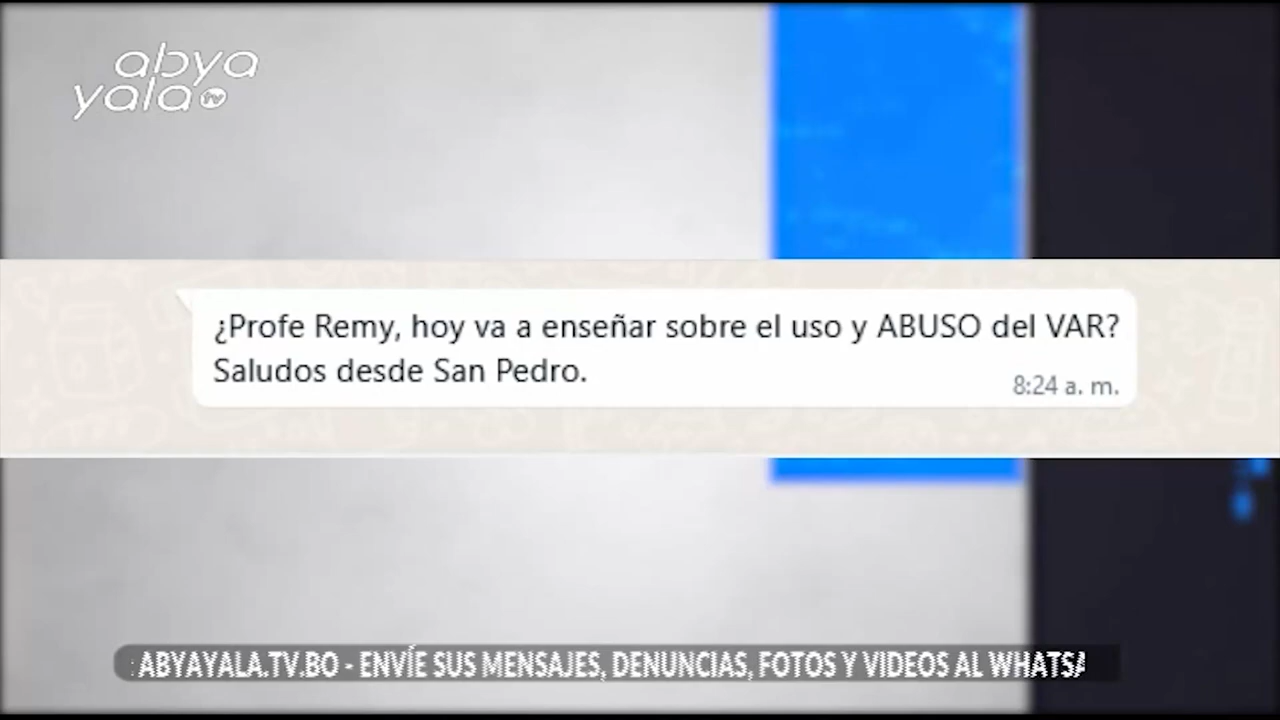 abya
yala
¿Profe Remy, hoy va a enseñar sobre el uso y ABUSO del VAR?
Saludos desde San Pedro.
8:24 a. m.
ABYAYALA.TV.BO - ENVÍE SUS MENSAJES, DENUNCIAS, FOTOS Y VIDEOS AL WHATSA